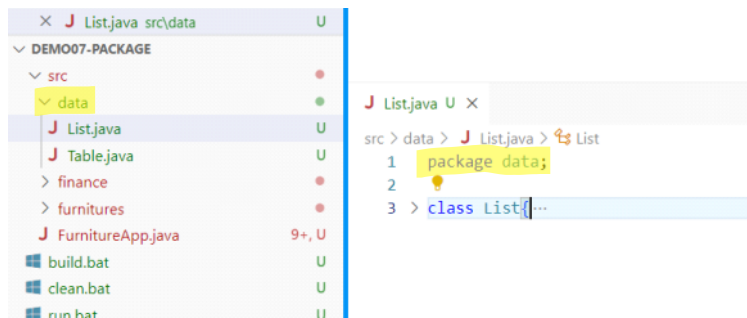 List.java src\data U
DEMO07-PACKAGE
src
data
List.java U
Table.java U
finance
furnitures
FurnitureApp.java 9+, U
build.bat U
clean.bat U
run.bat U
List.java U
src > data > List.java > List
1 package data;
2
3 > class List{ ···